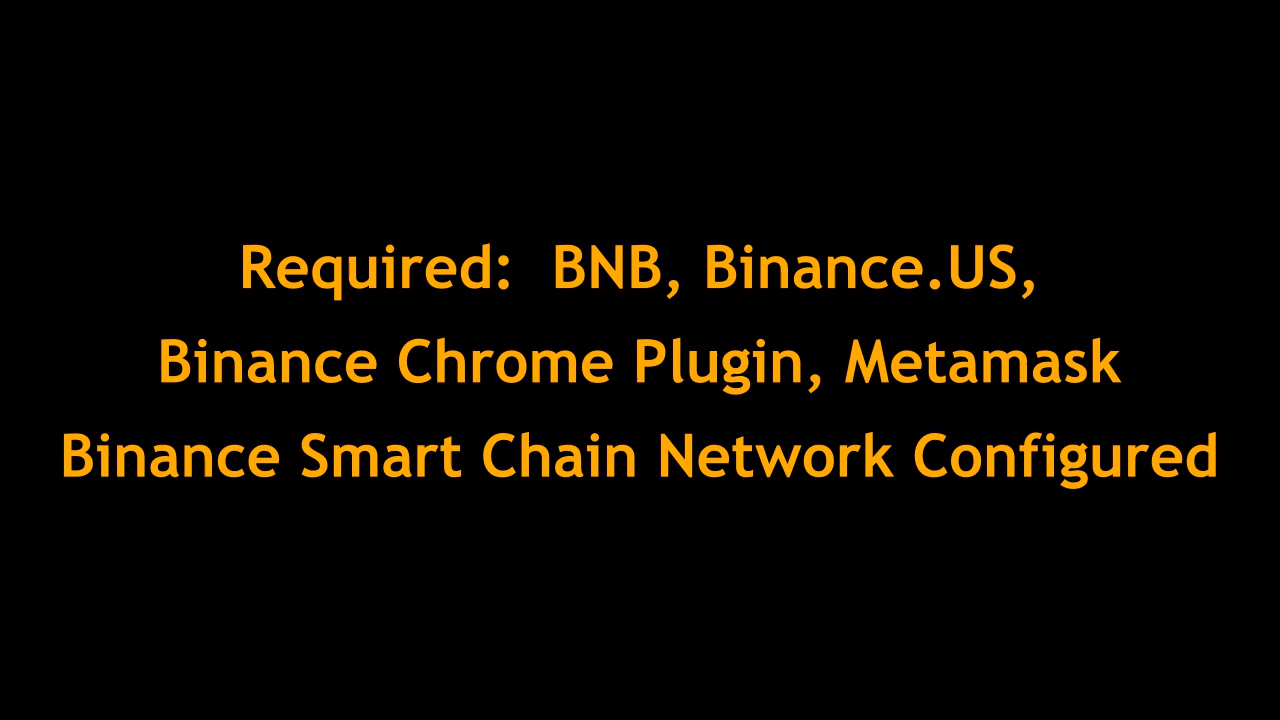 Required:  BNB, Binance.US,
Binance Chrome Plugin, Metamask
Binance Smart Chain Network Configured